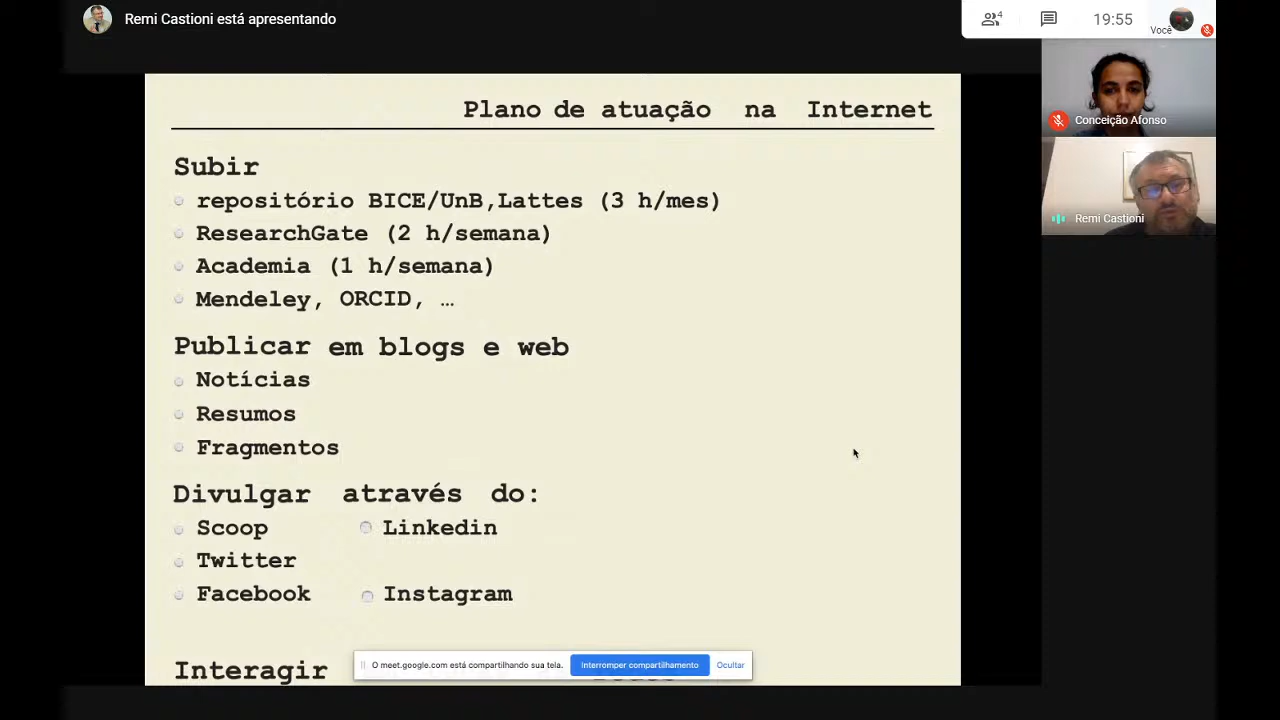 Remi Castioni está apresentando
4
19:55
Você
Conceição Afonso
Remi Castioni
Plano de atuação na Internet
Subir
repositório BICE/UnB,Lattes (3 h/mes)
ResearchGate (2 h/semana)
Academia (1 h/semana)
Mendeley, ORCID, …
Publicar em blogs e web
Notícias
Resumos
Fragmentos
Divulgar através do:
Scoop Linkedin
Twitter
Facebook Instagram
Interagir
O meet.google.com está compartilhando sua tela. Interromper compartilhamento Ocultar